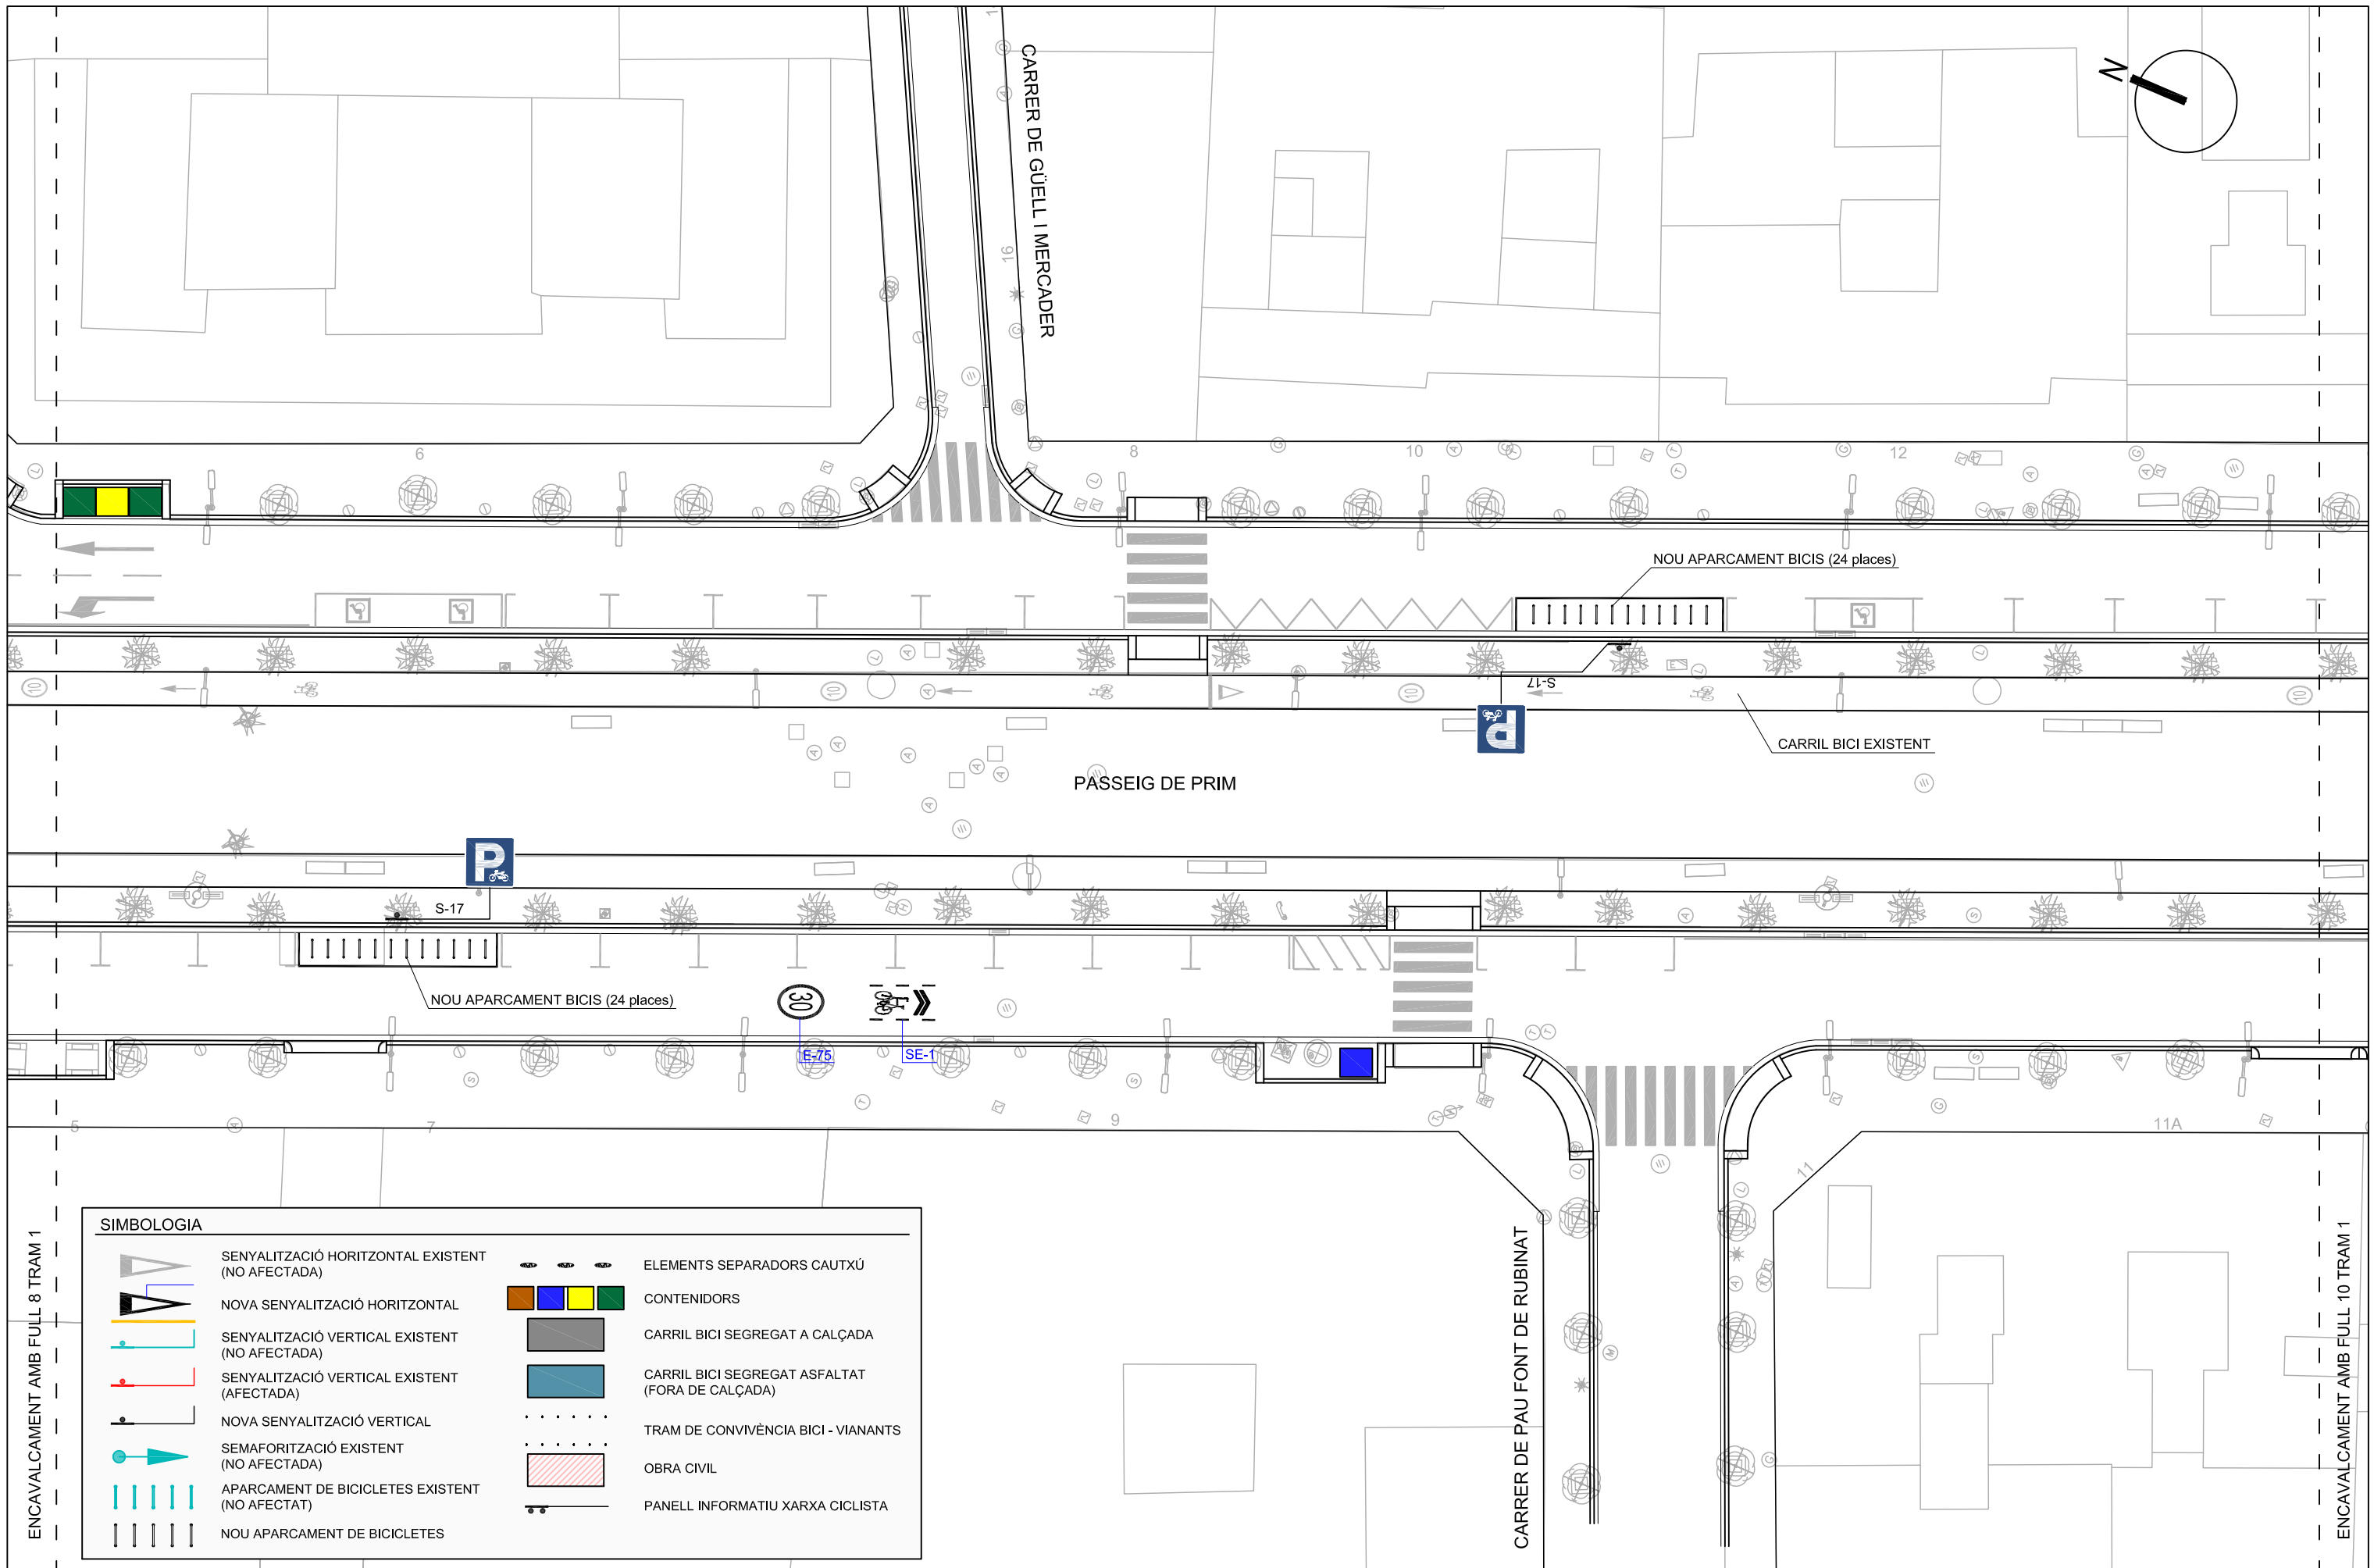 CARRER DE GÜELL I MERCADER
N
16
6
8
10
12
NOU APARCAMENT BICIS (24 places)
S-17
10
10
10
10
P
CARRIL BICI EXISTENT
PASSEIG DE PRIM
P
S-17
NOU APARCAMENT BICIS (24 places)
30
E-75
SE-1
5
7
9
11
11A
ENCAVALCAMENT AMB FULL 8 TRAM 1
CARRER DE PAU FONT DE RUBINAT
ENCAVALCAMENT AMB FULL 10 TRAM 1
SIMBOLOGIA
SENYALITZACIÓ HORITZONTAL EXISTENT
(NO AFECTADA)
NOVA SENYALITZACIÓ HORITZONTAL
SENYALITZACIÓ VERTICAL EXISTENT
(NO AFECTADA)
SENYALITZACIÓ VERTICAL EXISTENT
(AFECTADA)
NOVA SENYALITZACIÓ VERTICAL
SEMAFORITZACIÓ EXISTENT
(NO AFECTADA)
APARCAMENT DE BICICLETES EXISTENT
(NO AFECTAT)
NOU APARCAMENT DE BICICLETES
ELEMENTS SEPARADORS CAUTXÚ
CONTENIDORS
CARRIL BICI SEGREGAT A CALÇADA
CARRIL BICI SEGREGAT ASFALTAT
(FORA DE CALÇADA)
TRAM DE CONVIVÈNCIA BICI - VIANANTS
OBRA CIVIL
PANELL INFORMATIU XARXA CICLISTA